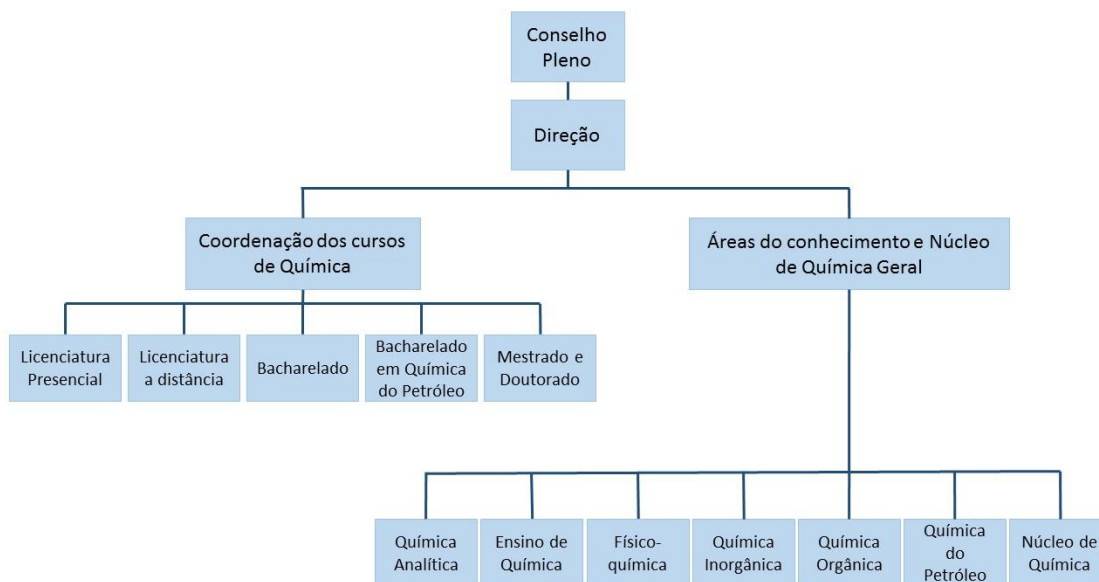 Conselho
Pleno
Direção
Coordenação dos cursos
de Química
Áreas do conhecimento e Núcleo
de Química Geral
Licenciatura
Presencial
Licenciatura
a distância
Bacharelado
Bacharelado
em Química
do Petróleo
Mestrado e
Doutorado
Química
Analítica
Ensino de
Química
Físico-
química
Química
Inorgânica
Química
Orgânica
Química
do
Petróleo
Núcleo de
Química